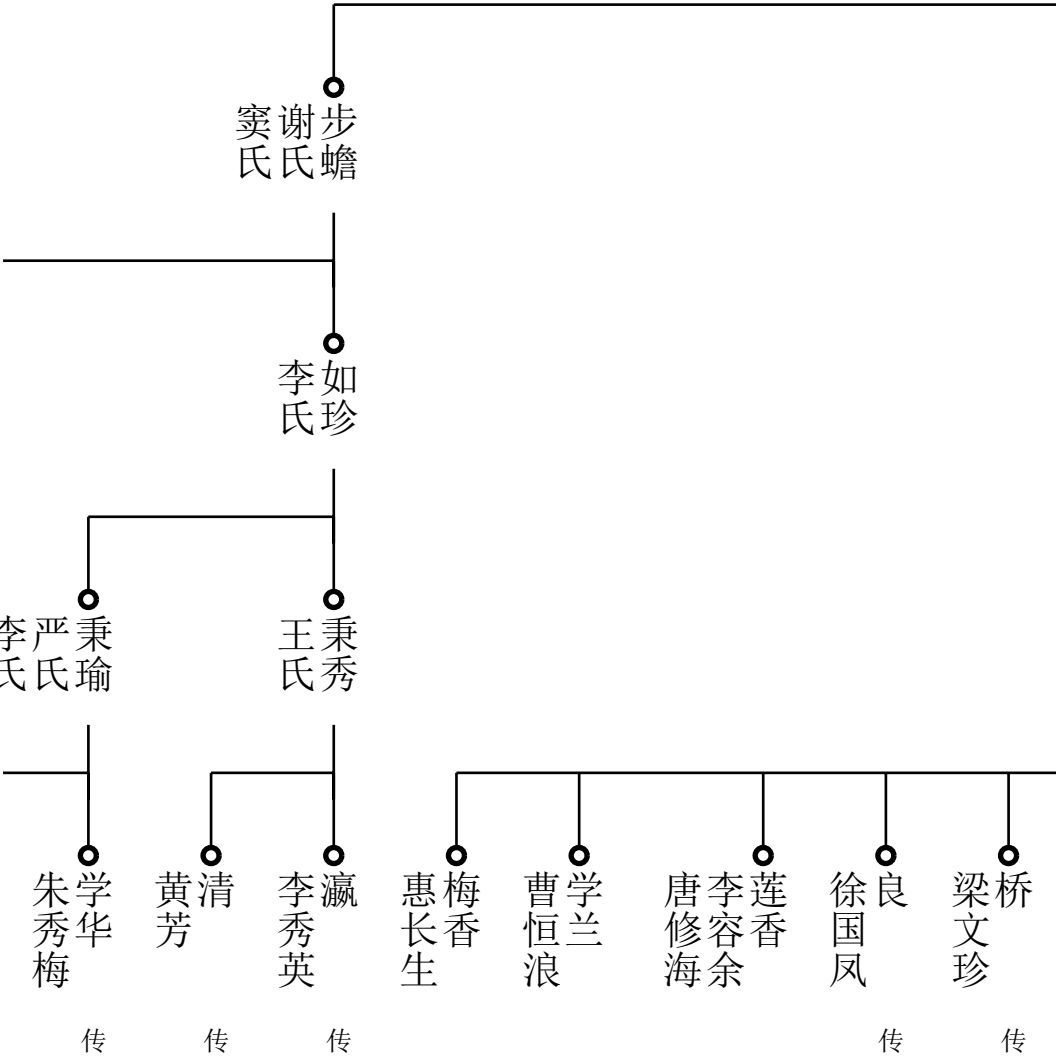 步蟾
谢氏
窦氏
如珍
李氏
秉秀
王氏
秉瑜
严氏
李氏
桥
梁文珍
良
徐国凤
莲香
李容余
唐修海
学兰
曹恒浪
梅香
惠长生
瀛
李秀英
清
黄芳
学华
朱秀梅
传
传
传
传
传